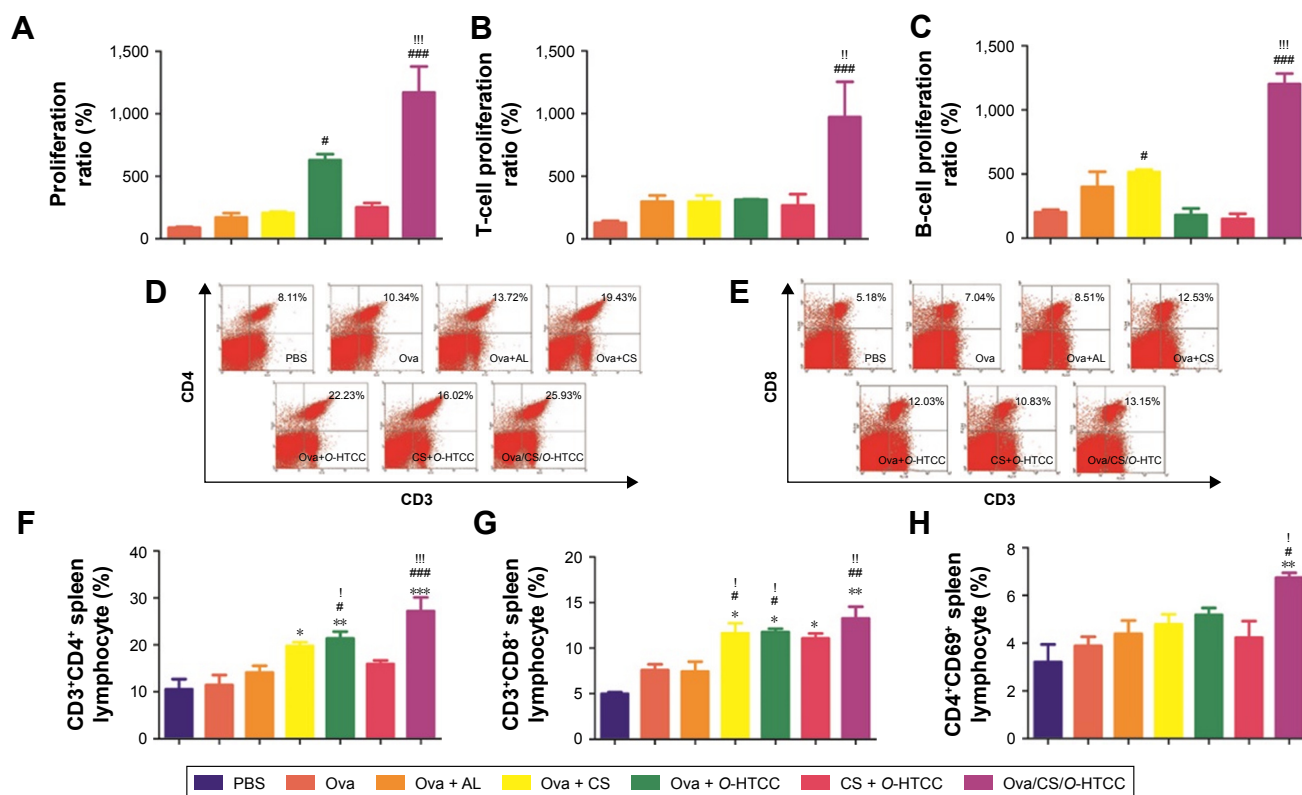 A
Proliferation
ratio (%)
1,500
1,000
500
0
#
!!!
###
B
T-cell proliferation
ratio (%)
1,500
1,000
500
0
!!
###
C
B-cell proliferation
ratio (%)
1,500
1,000
500
0
#
!!!
###
D
CD4
8.11%
PBS
10.34%
Ova
13.72%
Ova+AL
19.43%
Ova+CS
22.23%
Ova+O-HTCC
16.02%
CS+O-HTCC
25.93%
Ova/CS/O-HTCC
CD3
E
CD8
5.18%
PBS
7.04%
Ova
8.51%
Ova+AL
12.53%
Ova+CS
12.03%
Ova+O-HTCC
10.83%
CS+O-HTCC
13.15%
Ova/CS/O-HTC
CD3
F
CD3+CD4+ spleen
lymphocyte (%)
40
30
20
10
0
*
!
#
**
!!!
###
***
G
CD3+CD8+ spleen
lymphocyte (%)
20
15
10
5
0
!
#
*
!
#
*
*
!!
##
**
H
CD4+CD69+ spleen
lymphocyte (%)
8
6
4
2
0
!
#
**
PBS Ova Ova + AL Ova + CS Ova + O-HTCC CS + O-HTCC Ova/CS/O-HTCC